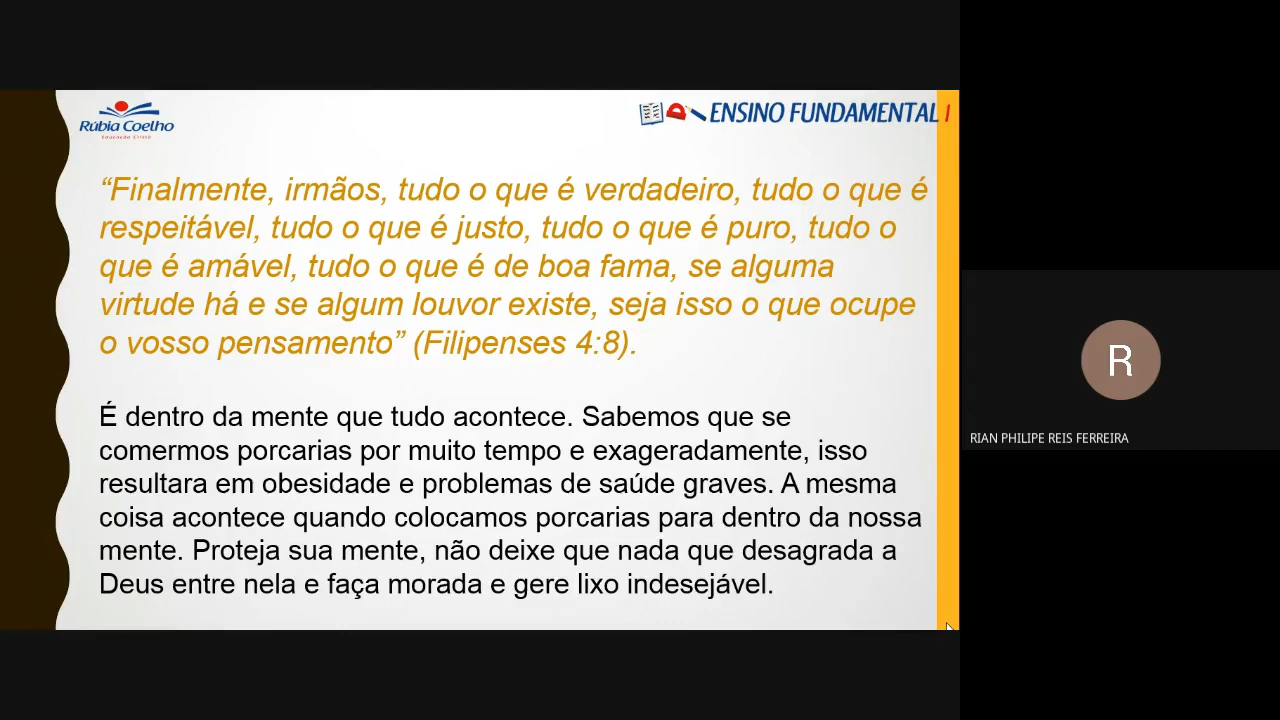 Rúbia Coelho
Educação Cristã
ENSINO FUNDAMENTAL I
“Finalmente, irmãos, tudo o que é verdadeiro, tudo o que é
respeitável, tudo o que é justo, tudo o que é puro, tudo o
que é amável, tudo o que é de boa fama, se alguma
virtude há e se algum louvor existe, seja isso o que ocupe
o vosso pensamento” (Filipenses 4:8).
É dentro da mente que tudo acontece. Sabemos que se
comermos porcarias por muito tempo e exageradamente, isso
resultara em obesidade e problemas de saúde graves. A mesma
coisa acontece quando colocamos porcarias para dentro da nossa
mente. Proteja sua mente, não deixe que nada que desagrada a
Deus entre nela e faça morada e gere lixo indesejável.
R
RIAN PHILIPE REIS FERREIRA